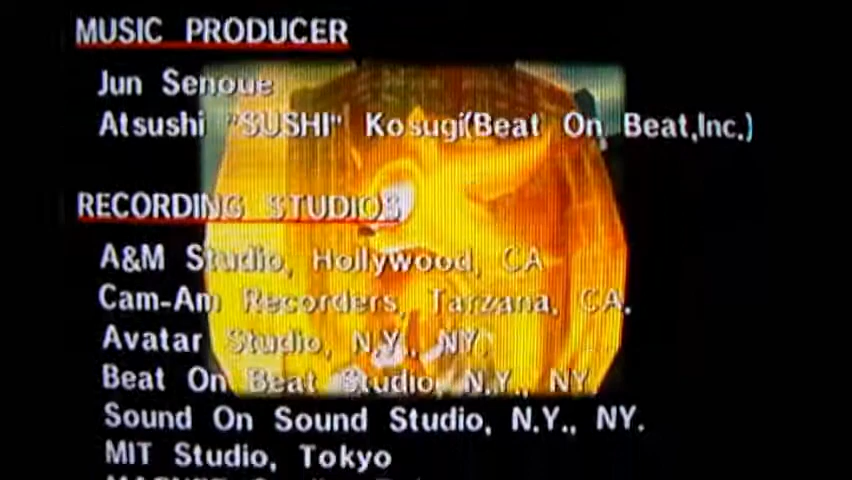 MUSIC PRODUCER
Jun Senoue
Atsushi "SUSHI" Kosugi(Beat On Beat,Inc.)
RECORDING STUDIOS
A&M Studio, Hollywood, CA
Cam-Am Recorders, Tarzana, CA.
Avatar Studio, N.Y., NY.
Beat On Beat Studio, N.Y., NY
Sound On Sound Studio, N.Y., NY.
MIT Studio, Tokyo